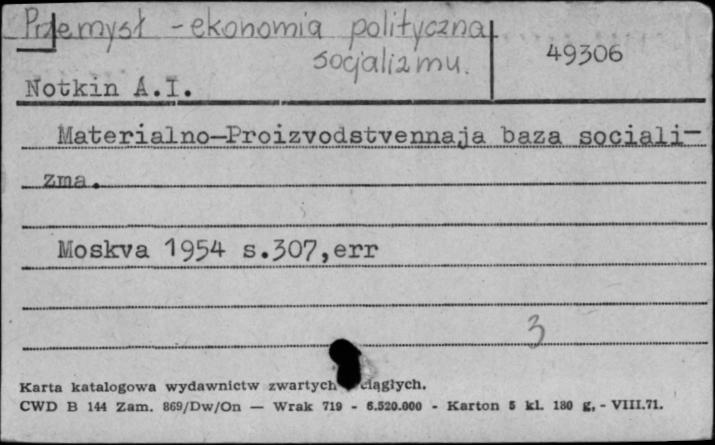 Przemysł - ekonomia polityczna
socjalizmu.
49306
Notkin A.I.
Materialno-Proizvodstvennaja baza sociali-
zma.
Moskva 1954 s.307,err
3
Karta katalogowa wydawnictw zwartych ciągłych.
CWD B 144 Zam. 869/Dw/On — Wrak 719 - 6.520.000 - Karton 5 kl. 180 g. - VIII.71.